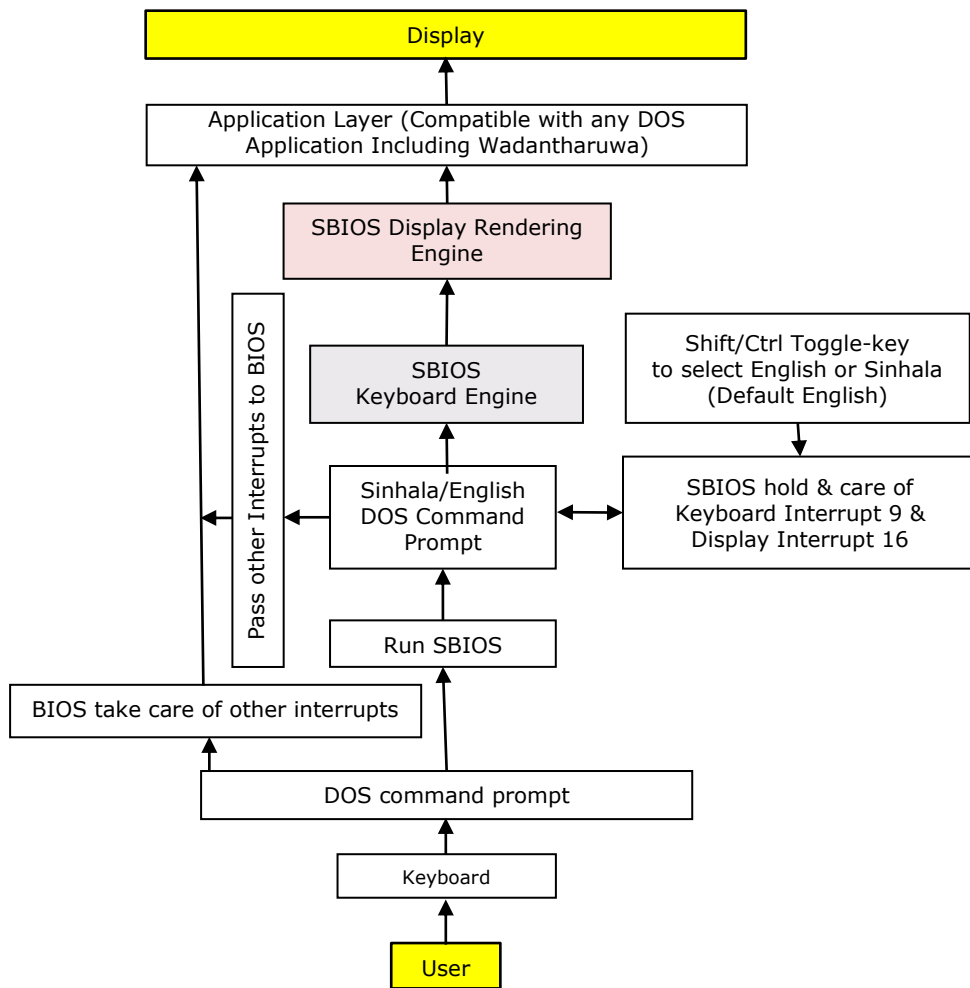 Display
Application Layer (Compatible with any DOS
Application Including Wadantharuwa)
SBIOS Display Rendering
Engine
Pass other Interrupts to BIOS
SBIOS
Keyboard Engine
Shift/Ctrl Toggle-key
to select English or Sinhala
(Default English)
Sinhala/English
DOS Command
Prompt
SBIOS hold & care of
Keyboard Interrupt 9 &
Display Interrupt 16
Run SBIOS
BIOS take care of other interrupts
DOS command prompt
Keyboard
User